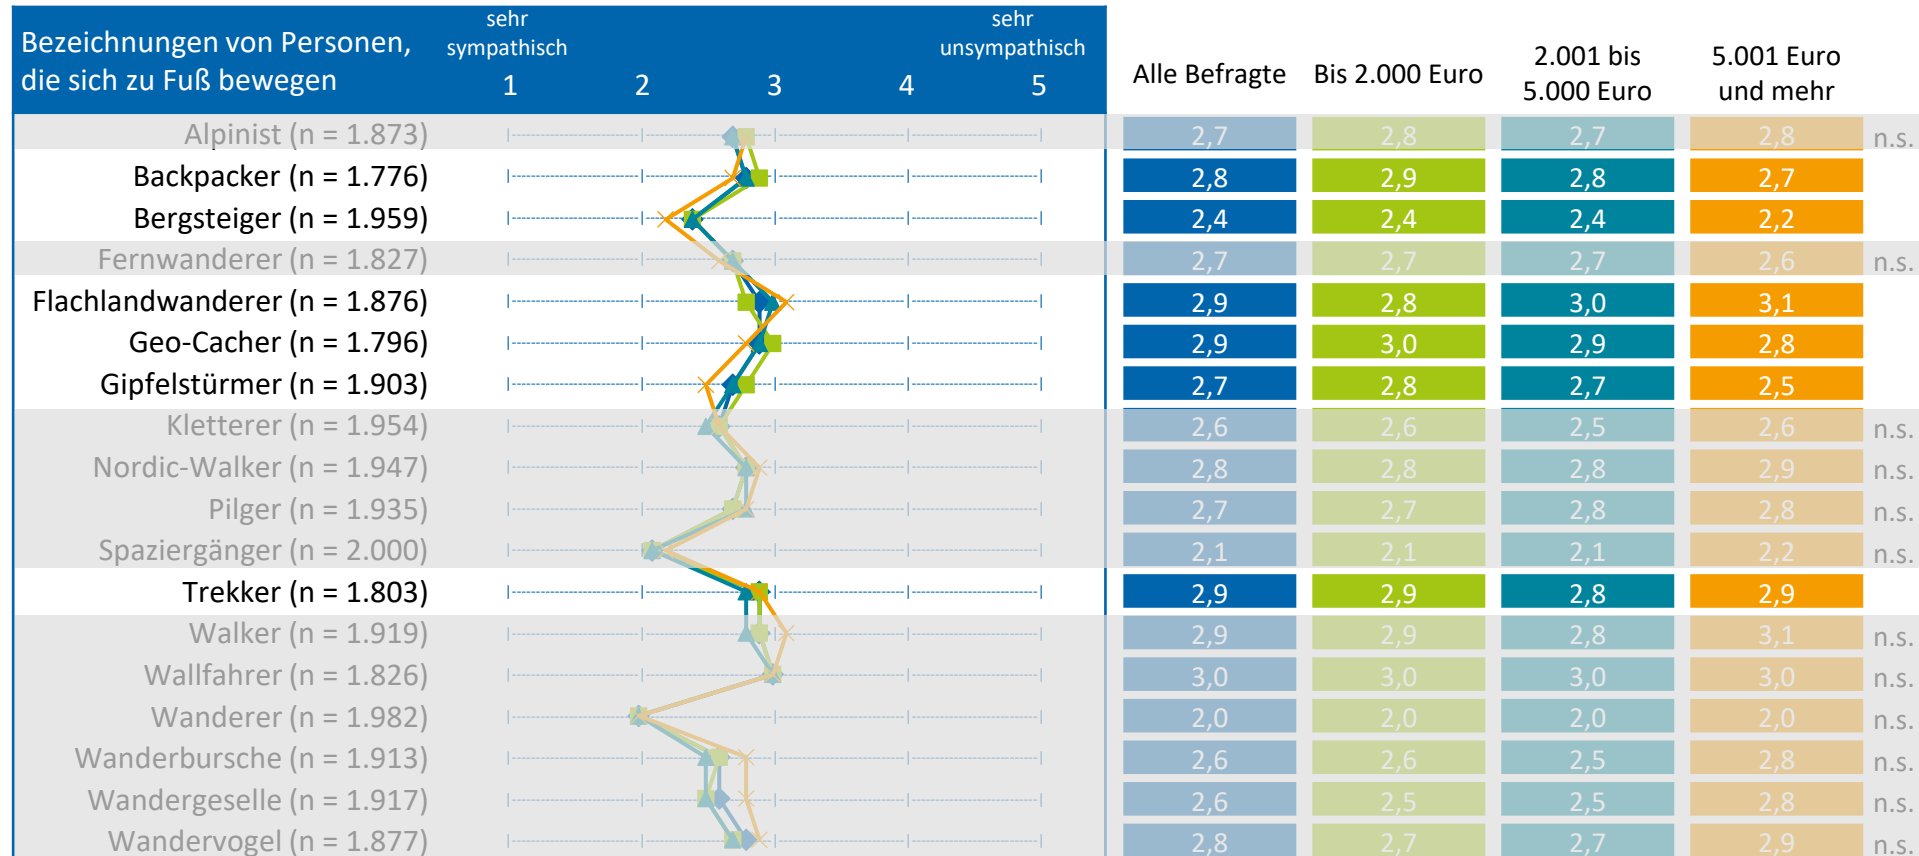 Bezeichnungen von Personen,
die sich zu Fuß bewegen
sehr
sympathisch
sehr
unsympathisch
1 2 3 4 5
Alle Befragte
Bis 2.000 Euro
2.001 bis
5.000 Euro
5.001 Euro
und mehr
Alpinist (n = 1.873) 2,7 2,8 2,7 2,8 n.s.
Backpacker (n = 1.776) 2,8 2,9 2,8 2,7
Bergsteiger (n = 1.959) 2,4 2,4 2,4 2,2
Fernwanderer (n = 1.827) 2,7 2,7 2,7 2,6 n.s.
Flachlandwanderer (n = 1.876) 2,9 2,8 3,0 3,1
Geo-Cacher (n = 1.796) 2,9 3,0 2,9 2,8
Gipfelstürmer (n = 1.903) 2,7 2,8 2,7 2,5
Kletterer (n = 1.954) 2,6 2,6 2,5 2,6 n.s.
Nordic-Walker (n = 1.947) 2,8 2,8 2,8 2,9 n.s.
Pilger (n = 1.935) 2,7 2,7 2,8 2,8 n.s.
Spaziergänger (n = 2.000) 2,1 2,1 2,1 2,2 n.s.
Trekker (n = 1.803) 2,9 2,9 2,8 2,9
Walker (n = 1.919) 2,9 2,9 2,8 3,1 n.s.
Wallfahrer (n = 1.826) 3,0 3,0 3,0 3,0 n.s.
Wanderer (n = 1.982) 2,0 2,0 2,0 2,0 n.s.
Wanderbursche (n = 1.913) 2,6 2,6 2,5 2,8 n.s.
Wandergeselle (n = 1.917) 2,6 2,5 2,5 2,8 n.s.
Wandervogel (n = 1.877) 2,8 2,7 2,7 2,9 n.s.